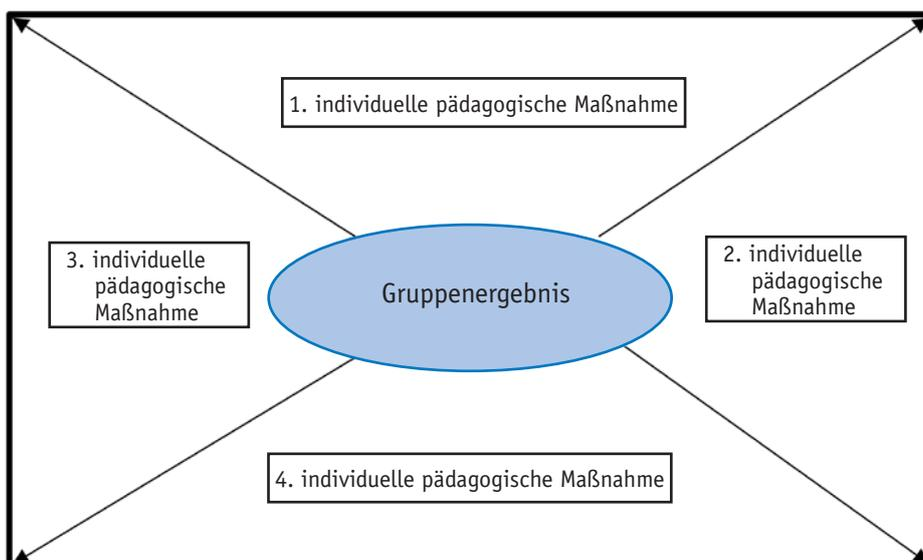 1. individuelle pädagogische Maßnahme
3. individuelle
pädagogische
Maßnahme
Gruppenergebnis
2. individuelle
pädagogische
Maßnahme
4. individuelle pädagogische Maßnahme